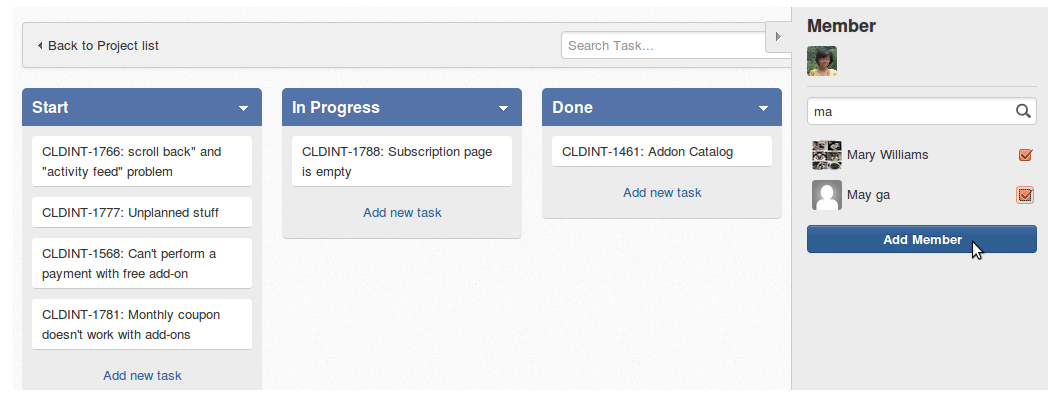 Back to Project list
Search Task...
Start
CLDINT-1766: scroll back" and
"activity feed" problem
CLDINT-1777: Unplanned stuff
CLDINT-1568: Can't perform a
payment with free add-on
CLDINT-1781: Monthly coupon
doesn't work with add-ons
Add new task
In Progress
CLDINT-1788: Subscription page
is empty
Add new task
Done
CLDINT-1461: Addon Catalog
Add new task
Member
ma
Mary Williams
May ga
Add Member